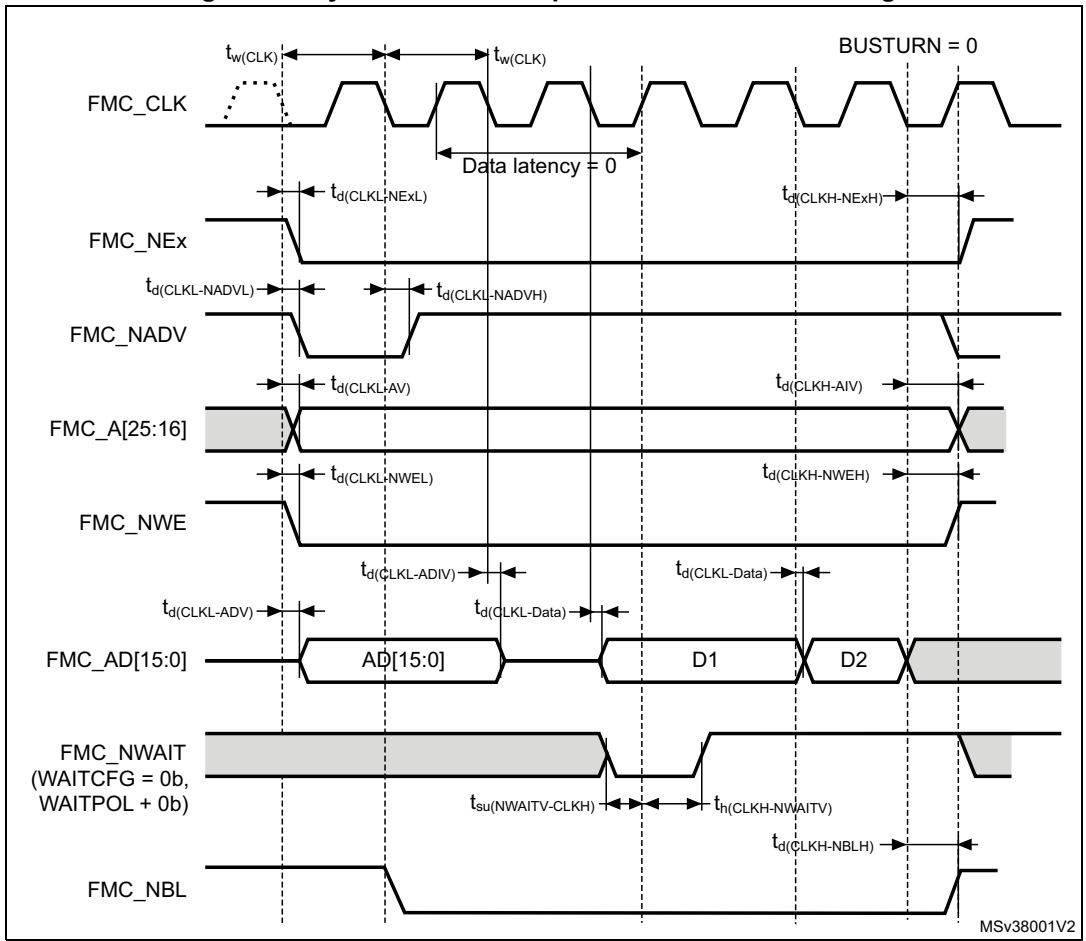 BUSTURN = 0
tw(CLK)
tw(CLK)
FMC_CLK
Data latency = 0
td(CLKL-NExL)
td(CLKH-NExH)
FMC_NEx
td(CLKL-NADVL)
td(CLKL-NADVH)
FMC_NADV
td(CLKL-AV)
td(CLKH-AIV)
FMC_A[25:16]
td(CLKL-NWEL)
td(CLKH-NWEH)
FMC_NWE
td(CLKL-ADIV)
td(CLKL-Data)
td(CLKL-ADV)
td(CLKL-Data)
FMC_AD[15:0]
AD[15:0]
D1
D2
FMC_NWAIT
(WAITCFG = 0b,
WAITPOL + 0b)
tsu(NWAITV-CLKH)
th(CLKH-NWAITV)
td(CLKH-NBLH)
FMC_NBL
MSv38001V2